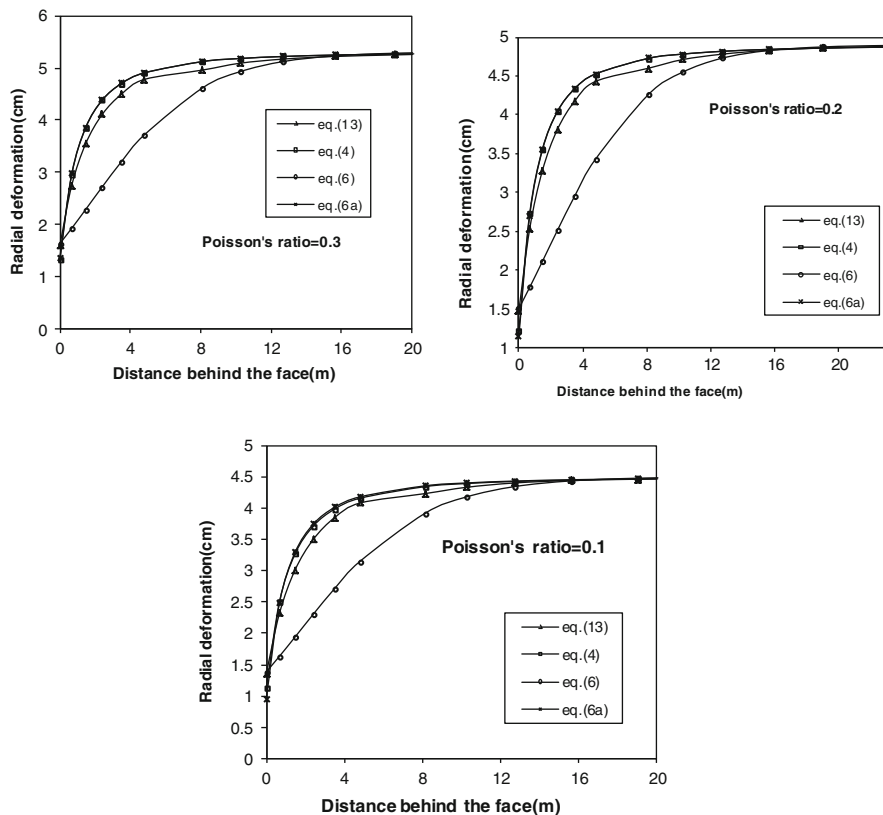 Radial deformation(cm)
6
5
4
3
2
1
0
0
4
8
12
16
20
Distance behind the face(m)
eq.(13)
eq.(4)
eq.(6)
eq.(6a)
Poisson's ratio=0.3
Radial deformation(cm)
5
4.5
4
3.5
3
2.5
2
1.5
1
0
4
8
12
16
20
Distance behind the face(m)
Poisson's ratio=0.2
eq.(13)
eq.(4)
eq.(6)
eq.(6a)
Radial deformation(cm)
5
4.5
4
3.5
3
2.5
2
1.5
1
0.5
0
0
4
8
12
16
20
Distance behind the face(m)
Poisson's ratio=0.1
eq.(13)
eq.(4)
eq.(6)
eq.(6a)